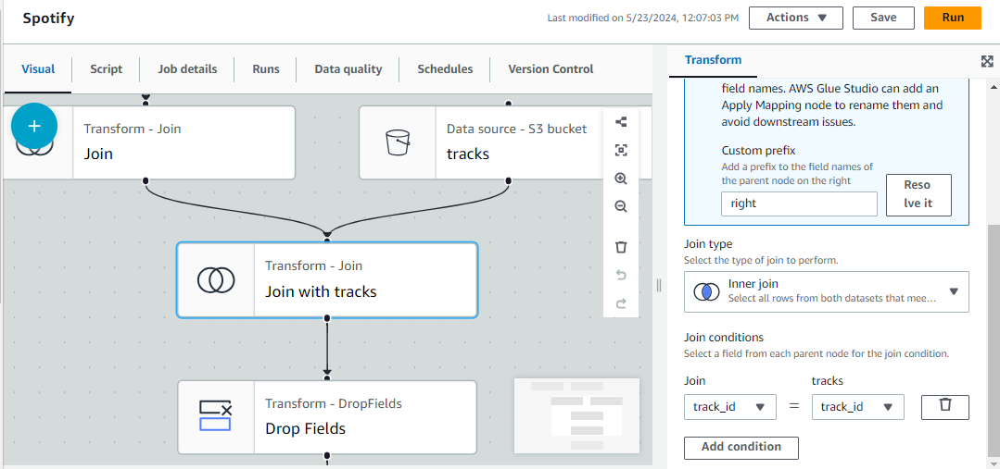 Spotify
Last modified on 5/23/2024, 12:07:03 PM
Actions
Save
Run
Visual
Script
Job details
Runs
Data quality
Schedules
Version Control
Transform - Join
Join
Data source - S3 bucket
tracks
Transform - Join
Join with tracks
Transform - DropFields
Drop Fields
Transform
field names. AWS Glue Studio can add an
Apply Mapping node to rename them and
avoid downstream issues.
Custom prefix
Add a prefix to the field names of
the parent node on the right
right
Reso
lve it
Join type
Select the type of join to perform.
Inner join
Select all rows from both datasets that mee...
Join conditions
Select a field from each parent node for the join condition.
Join
tracks
track_id
=
track_id
Add condition